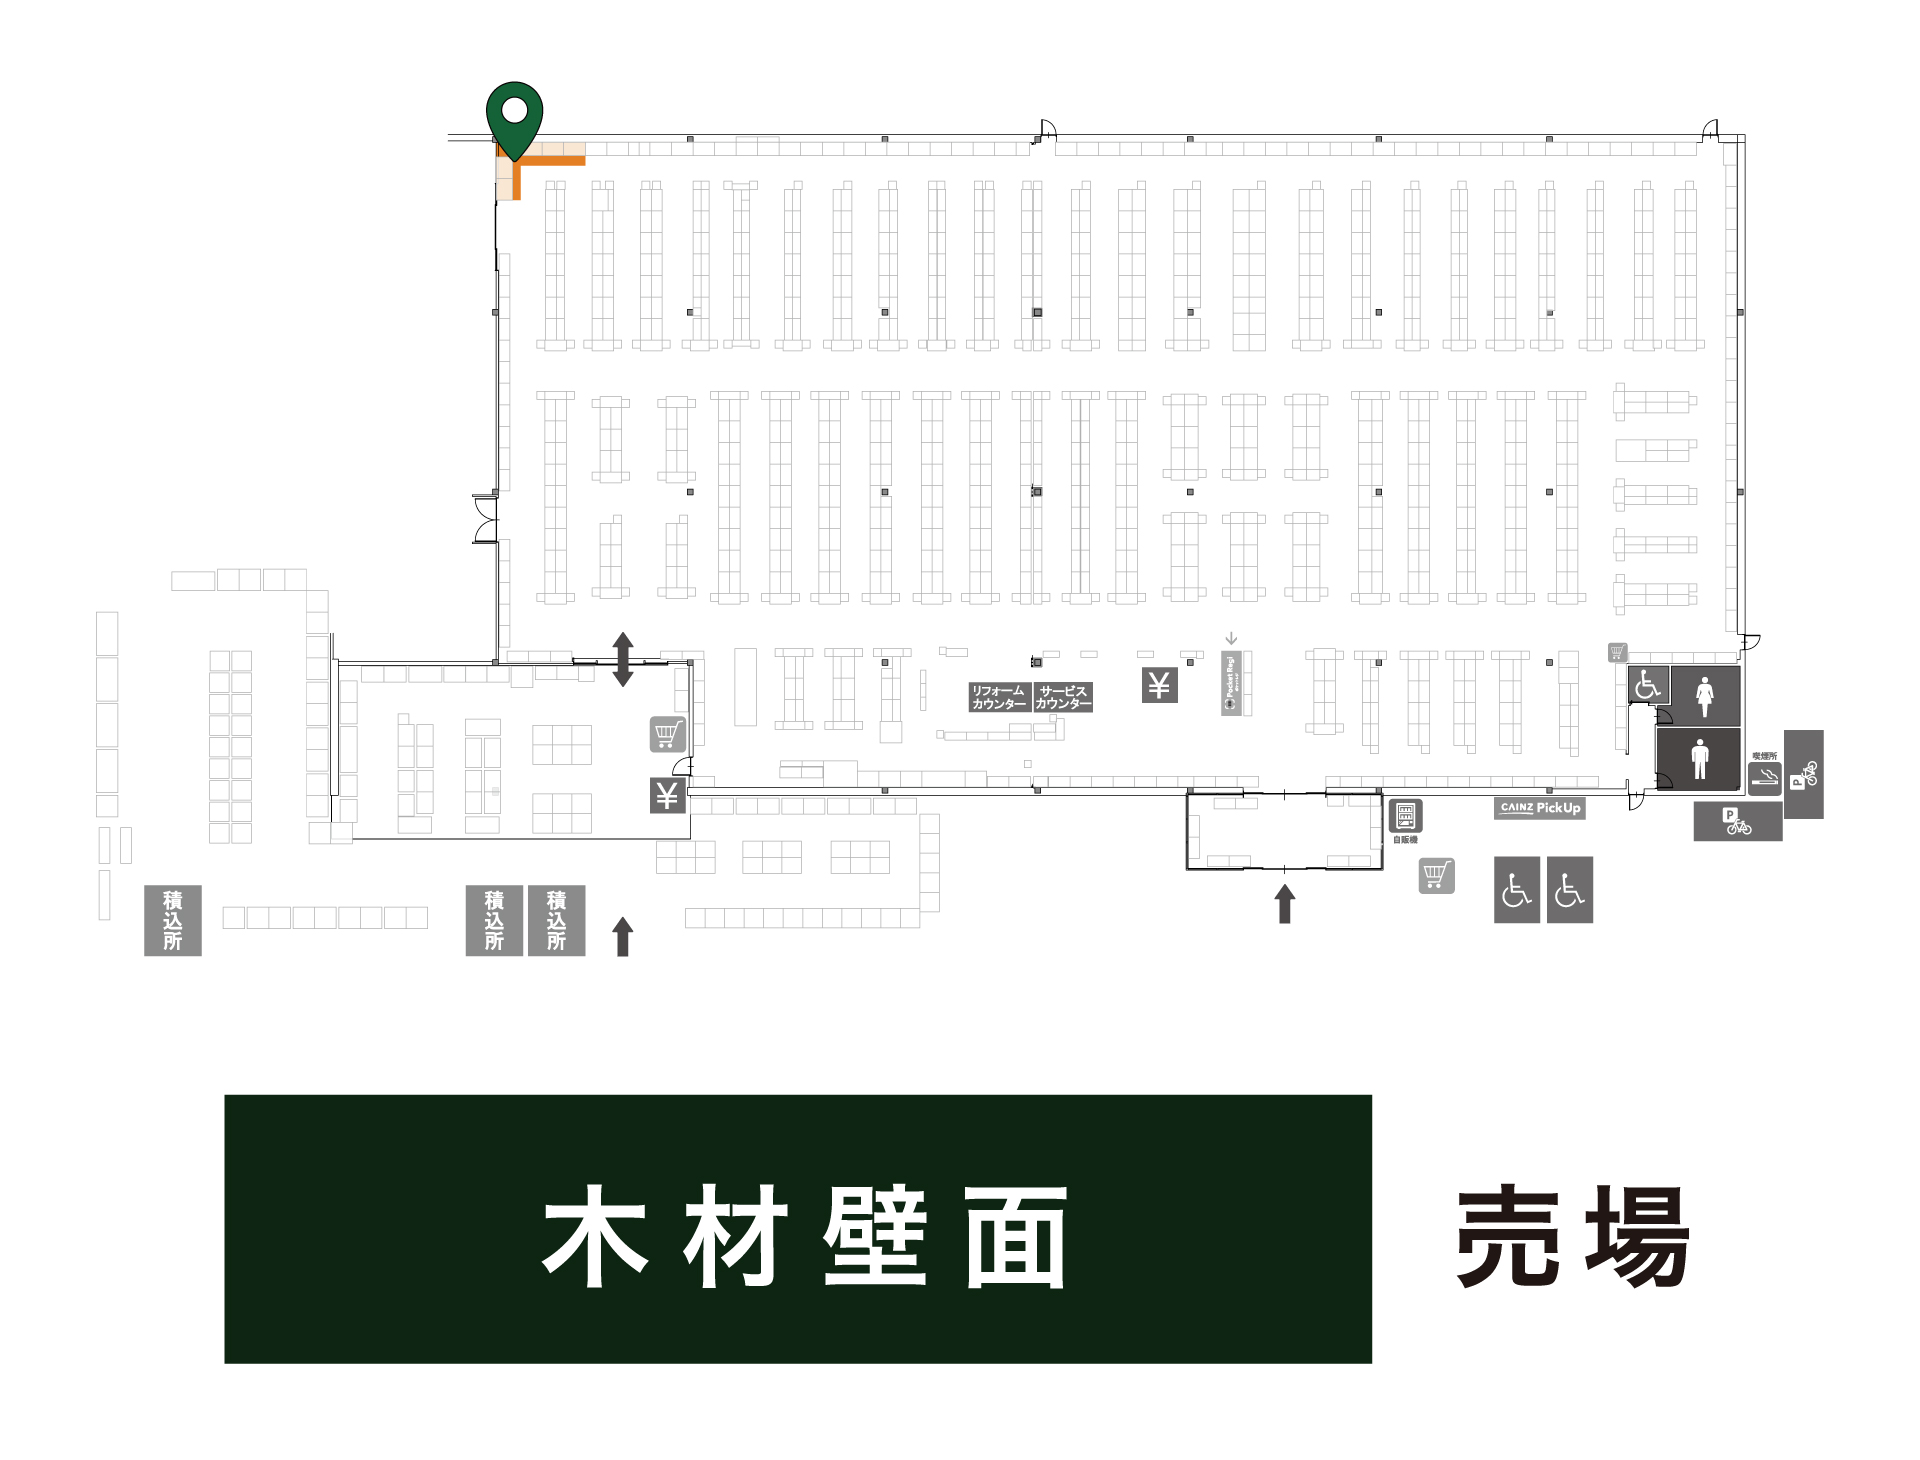 リフォーム
カウンター
サービス
カウンター
¥
Pocket Regi
¥
喫煙所
P
P
CAINZ PickUp
自販機
積込所
積込所
積込所
木材壁面
売場